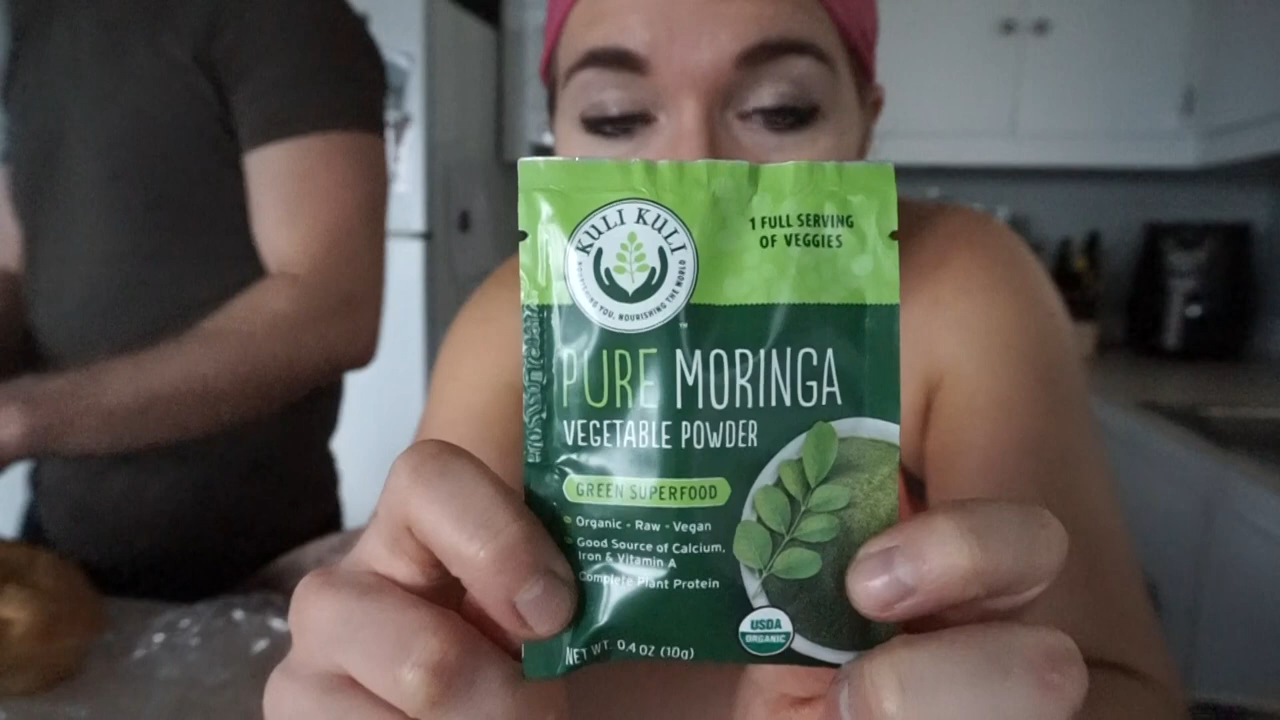 KULI KULI
NOURISHING YOU, NOURISHING THE WORLD
TM
1 FULL SERVING
OF VEGGIES
PURE MORINGA
VEGETABLE POWDER
GREEN SUPERFOOD
Organic - Raw - Vegan
Good Source of Calcium,
Iron & Vitamin A
Complete Plant Protein
USDA
ORGANIC
NET WT. 0.4 OZ (10g)